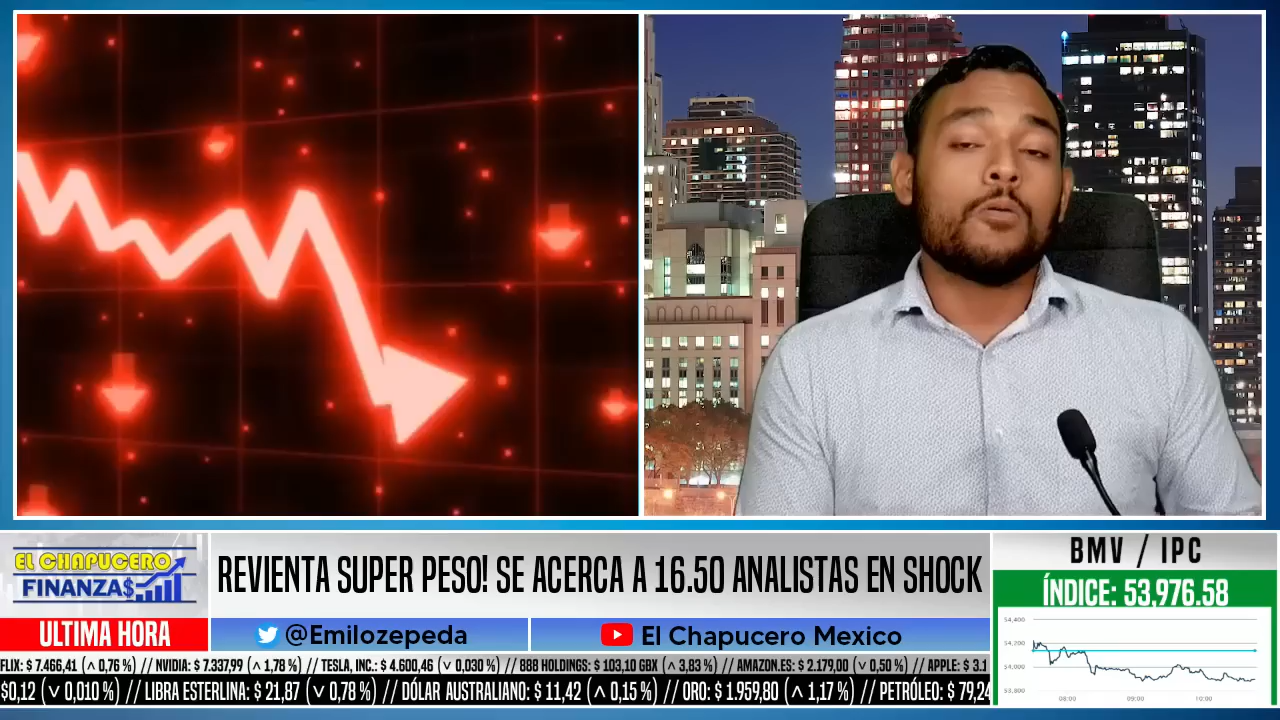 EL CHAPUCERO
FINANZA$
REVIENTA SUPER PESO! SE ACERCA A 16.50 ANALISTAS EN SHOCK
BMV / IPC
ÍNDICE: 53,976.58
54,400
54,200
54,000
53,800
08:00 09:00 10:00
ULTIMA HORA
@Emilozepeda
El Chapucero Mexico
FLIX: $ 7.466,41 (˄ 0,76 %) // NVIDIA: $ 7.337,99 (˄ 1,78 %) // TESLA, INC.: $ 4.600,46 (˅ 0,030 %) // 888 HOLDINGS: $ 103,10 GBX (˄ 3,83 %) // AMAZON.ES: $ 2.179,00 (˅ 0,50 %) // APPLE: $ 3.1
$0,12 (˅ 0,010 %) // LIBRA ESTERLINA: $ 21,87 (˅ 0,78 %) // DÓLAR AUSTRALIANO: $ 11,42 (˄ 0,15 %) // ORO: $ 1.959,80 (˄ 1,17 %) // PETRÓLEO: $ 79,24